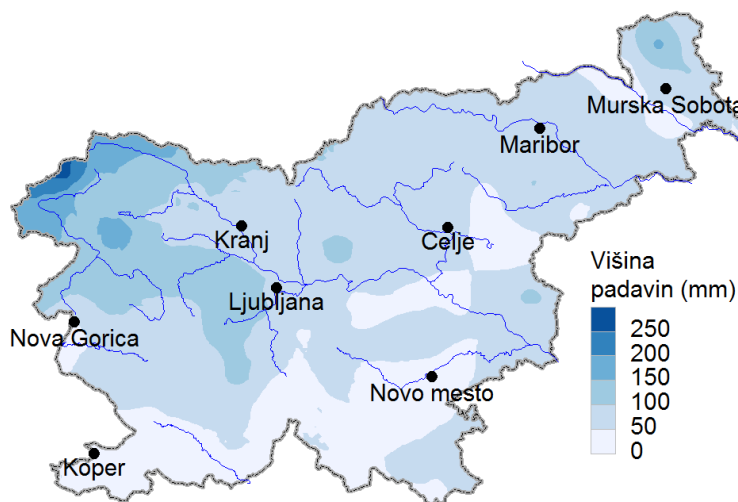 Murska Sobota
Maribor
Kranj
Celje
Ljubljana
Nova Gorica
Novo mesto
Koper
Višina
padavin (mm)
250
200
150
100
50
0